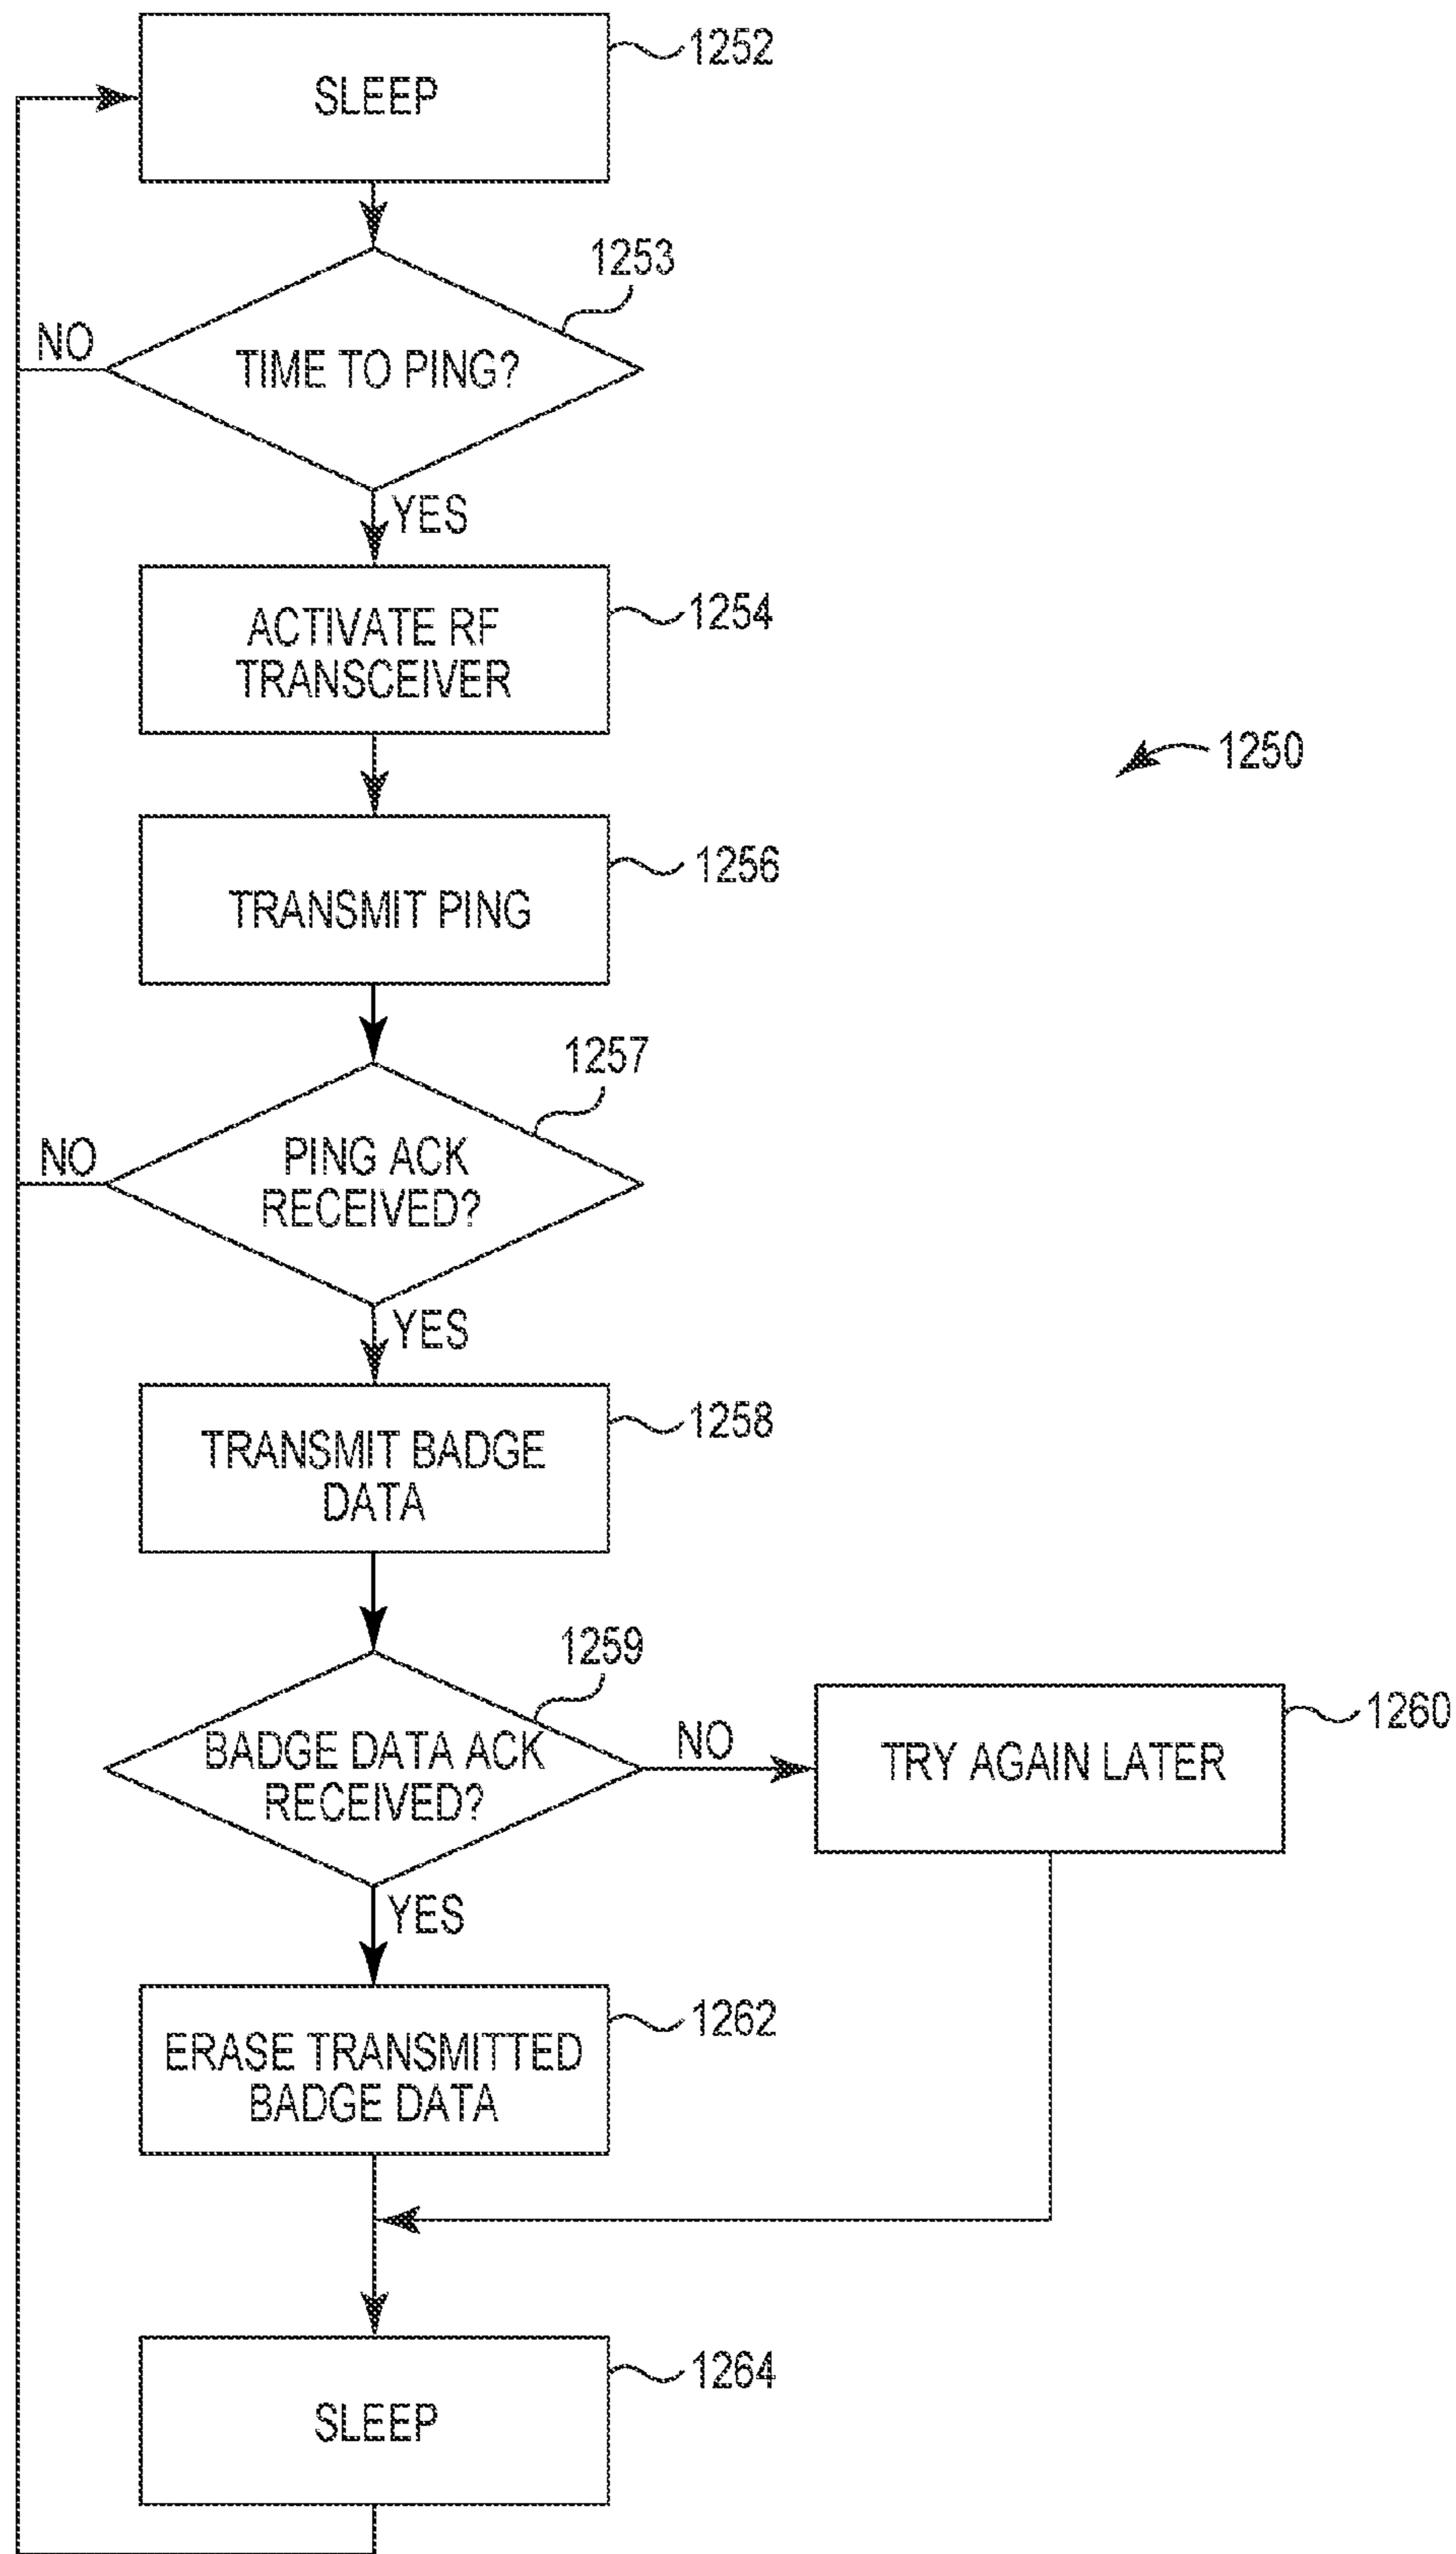 SLEEP
1252
1253
NO
TIME TO PING?
YES
ACTIVATE RF
TRANSCEIVER
1254
1250
TRANSMIT PING
1256
1257
NO
PING ACK
RECEIVED?
YES
TRANSMIT BADGE
DATA
1258
1259
BADGE DATA ACK
RECEIVED?
NO
TRY AGAIN LATER
1260
YES
ERASE TRANSMITTED
BADGE DATA
1262
SLEEP
1264